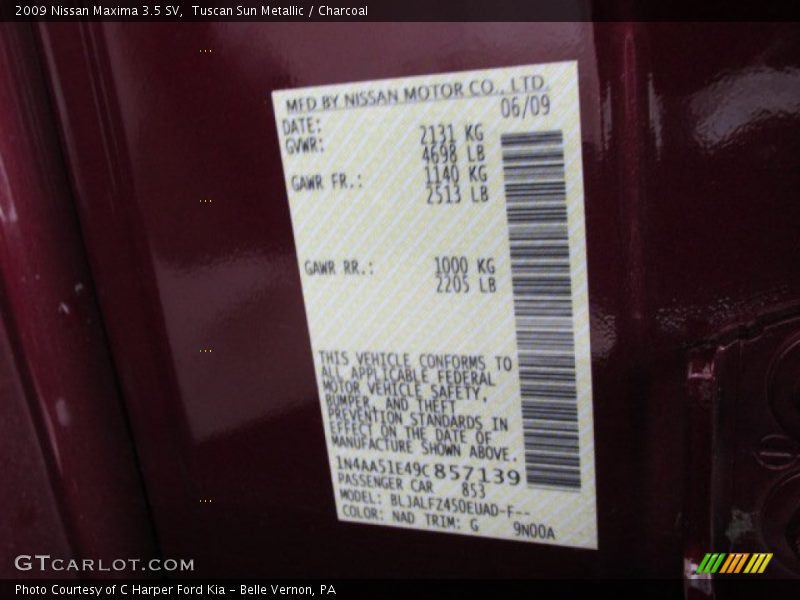 2009 Nissan Maxima 3.5 SV, Tuscan Sun Metallic / Charcoal
MFD BY NISSAN MOTOR CO., LTD.
DATE: 06/09
GVWR: 2131 KG
4698 LB
GAWR FR.: 1140 KG
2513 LB
GAWR RR.: 1000 KG
2205 LB
THIS VEHICLE CONFORMS TO
ALL APPLICABLE FEDERAL
MOTOR VEHICLE SAFETY,
BUMPER, AND THEFT
PREVENTION STANDARDS IN
EFFECT ON THE DATE OF
MANUFACTURE SHOWN ABOVE.
1N4AA51E49C857139
PASSENGER CAR 853
MODEL: BLJALFZ450EUAD-F--
COLOR: NAD TRIM: G 9N00A
GTCARLOT.COM
Photo Courtesy of C Harper Ford Kia - Belle Vernon, PA